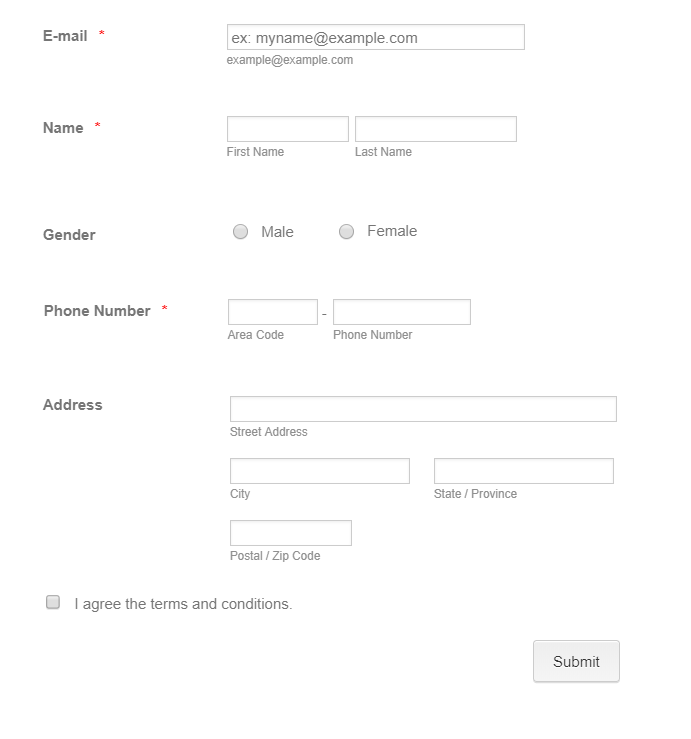 E-mail * ex: myname@example.com
example@example.com
Name *
First Name Last Name
Gender Male Female
Phone Number * -
Area Code Phone Number
Address
Street Address
City State / Province
Postal / Zip Code
I agree the terms and conditions.
Submit